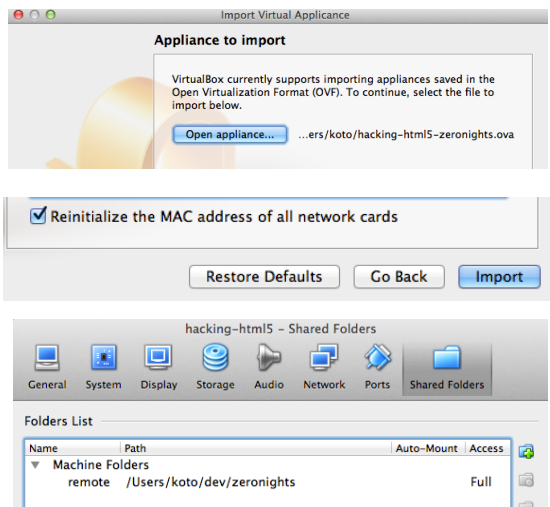 Import Virtual Applicance
Appliance to import
VirtualBox currently supports importing appliances saved in the
Open Virtualization Format (OVF). To continue, select the file to
import below.
Open appliance... ...ers/koto/hacking-html5-zeronights.ova
Reinitialize the MAC address of all network cards
Restore Defaults Go Back Import
hacking-html5 – Shared Folders
General System Display Storage Audio Network Ports Shared Folders
Folders List
Name Path Auto-Mount Access
Machine Folders
remote /Users/koto/dev/zeronights Full